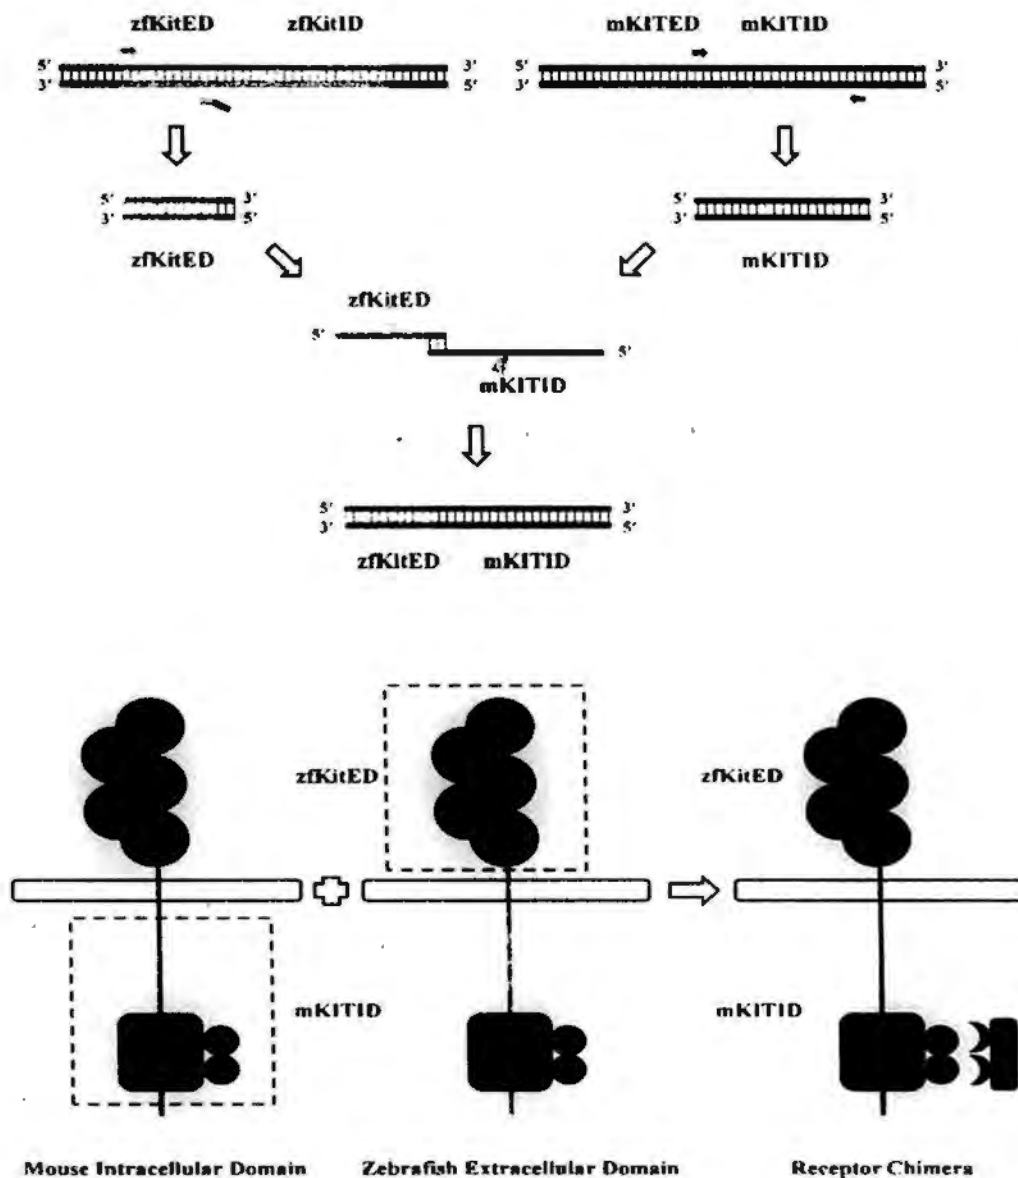 zfKitED zfKitID mKITED mKITID
5' 3' 5' 3'
3' 5' 3' 5'
5' 3' 5' 3'
3' 5' 3' 5'
zfKitED mKITID
zfKitED
5' 5'
mKITID
5' 3'
3' 5'
zfKitED mKITID
zfKitED zfKitED
mKITID mKITID
Mouse Intracellular Domain Zebrafish Extracellular Domain Receptor Chimera